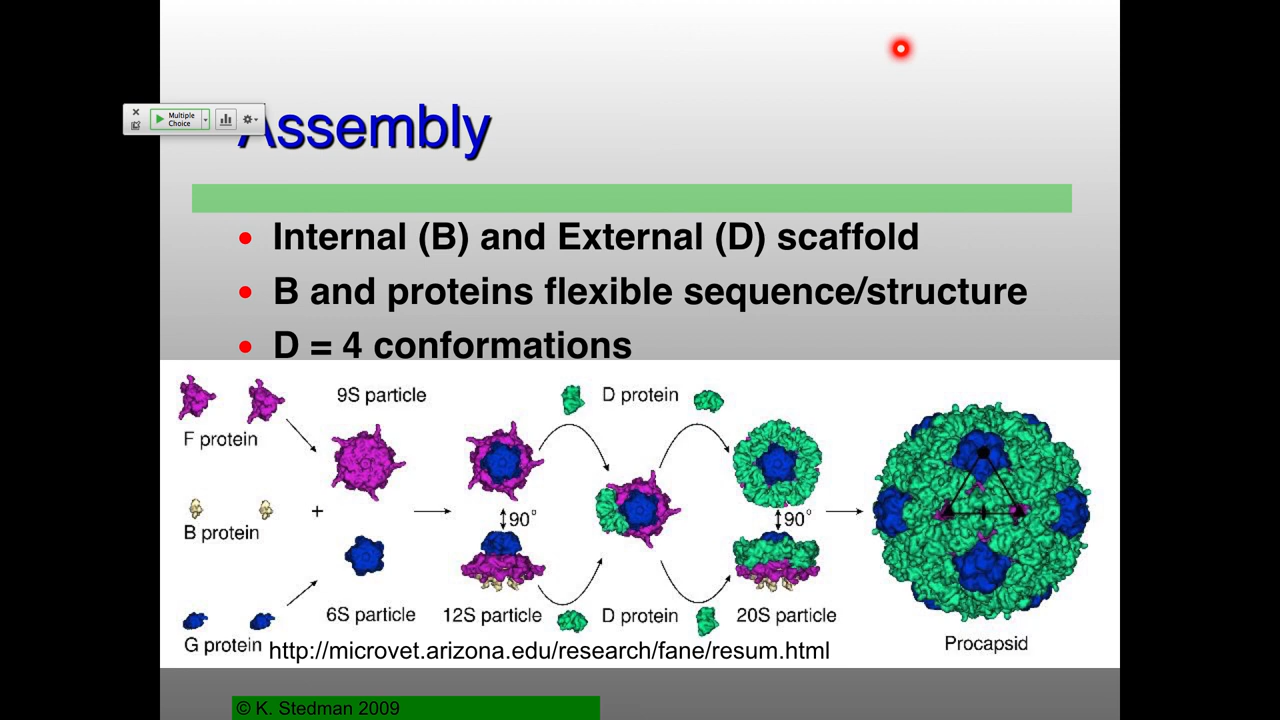 Multiple
Choice
Assembly
• Internal (B) and External (D) scaffold
• B and proteins flexible sequence/structure
• D = 4 conformations
9S particle
D protein
F protein
+
90°
90°
B protein
6S particle
12S particle
D protein
20S particle
G protein
Procapsid
http://microvet.arizona.edu/research/fane/resum.html
© K. Stedman 2009